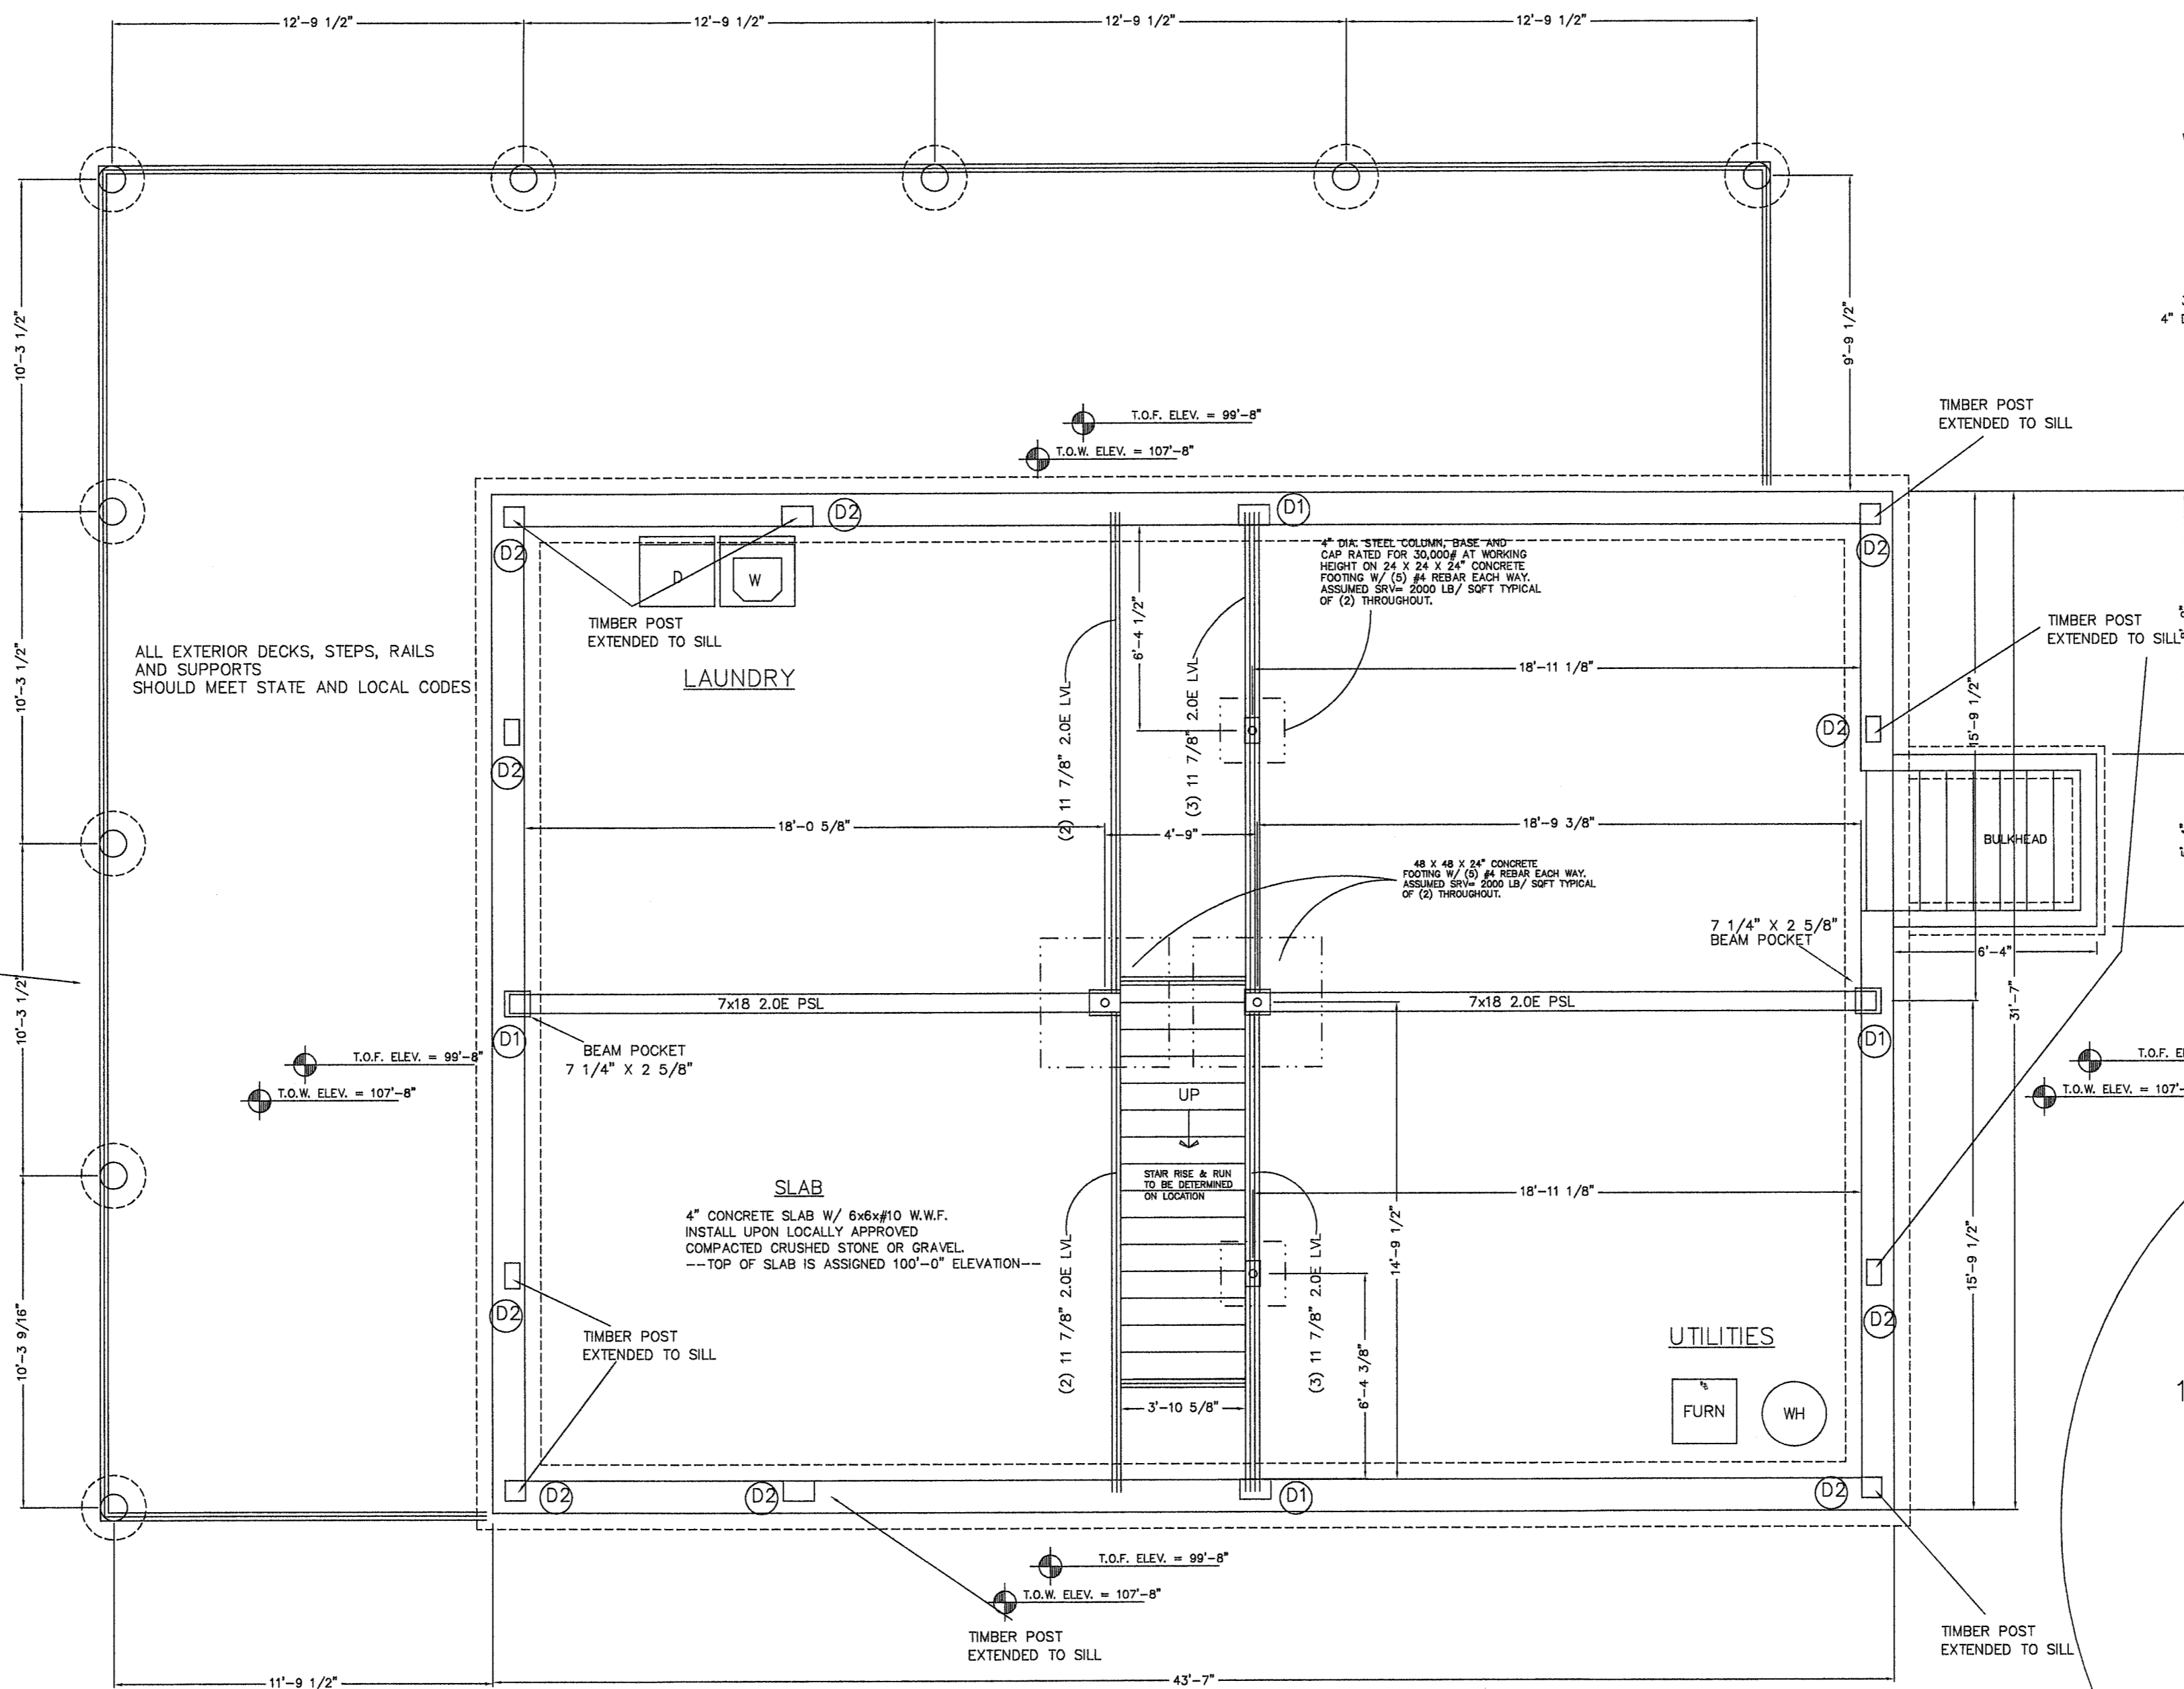 12'-9 1/2"
12'-9 1/2"
12'-9 1/2"
12'-9 1/2"
10'-3 1/2"
9'-9 1/2"
4"
T.O.F. ELEV. = 99'-8"
T.O.W. ELEV. = 107'-8"
TIMBER POST
EXTENDED TO SILL
D2
D1
D2
D2
D W
4" DIA. STEEL COLUMN, BASE AND
CAP RATED FOR 30,000# AT WORKING
HEIGHT ON 24 X 24 X 24" CONCRETE
FOOTING W/ (5) #4 REBAR EACH WAY.
ASSUMED SRV= 2000 LB/ SQFT TYPICAL
OF (2) THROUGHOUT.
TIMBER POST
EXTENDED TO SILL
TIMBER POST
EXTENDED TO SILL
6'-4 1/2"
ALL EXTERIOR DECKS, STEPS, RAILS
AND SUPPORTS
SHOULD MEET STATE AND LOCAL CODES
LAUNDRY
10'-3 1/2"
18'-11 1/8"
15'-9 1/2"
(2) 11 7/8" 2.0E LVL
(3) 11 7/8" 2.0E LVL
D2
D2
18'-0 5/8"
4'-9"
18'-9 3/8"
BULKHEAD
48 X 48 X 24" CONCRETE
FOOTING W/ (5) #4 REBAR EACH WAY.
ASSUMED SRV= 2000 LB/ SQFT TYPICAL
OF (2) THROUGHOUT.
7 1/4" X 2 5/8"
BEAM POCKET
6'-4"
10'-3 1/2"
7x18 2.0E PSL
7x18 2.0E PSL
31'-7"
D1
D1
BEAM POCKET
7 1/4" X 2 5/8"
T.O.F. ELEV. = 99'-8"
T.O.W. ELEV. = 107'-8"
T.O.F.
T.O.W. ELEV. = 107'-
UP
STAIR RISE & RUN
TO BE DETERMINED
ON LOCATION
18'-11 1/8"
SLAB
4" CONCRETE SLAB W/ 6x6x#10 W.W.F.
INSTALL UPON LOCALLY APPROVED
COMPACTED CRUSHED STONE OR GRAVEL.
--TOP OF SLAB IS ASSIGNED 100'-0" ELEVATION--
14'-9 1/2"
15'-9 1/2"
(2) 11 7/8" 2.0E LVL
(3) 11 7/8" 2.0E LVL
D2
D2
TIMBER POST
EXTENDED TO SILL
UTILITIES
10'-3 9/16"
6'-4 3/8"
3'-10 5/8"
FURN
WH
D2
D2
D1
D2
T.O.F. ELEV. = 99'-8"
T.O.W. ELEV. = 107'-8"
TIMBER POST
EXTENDED TO SILL
TIMBER POST
EXTENDED TO SILL
11'-9 1/2"
43'-7"